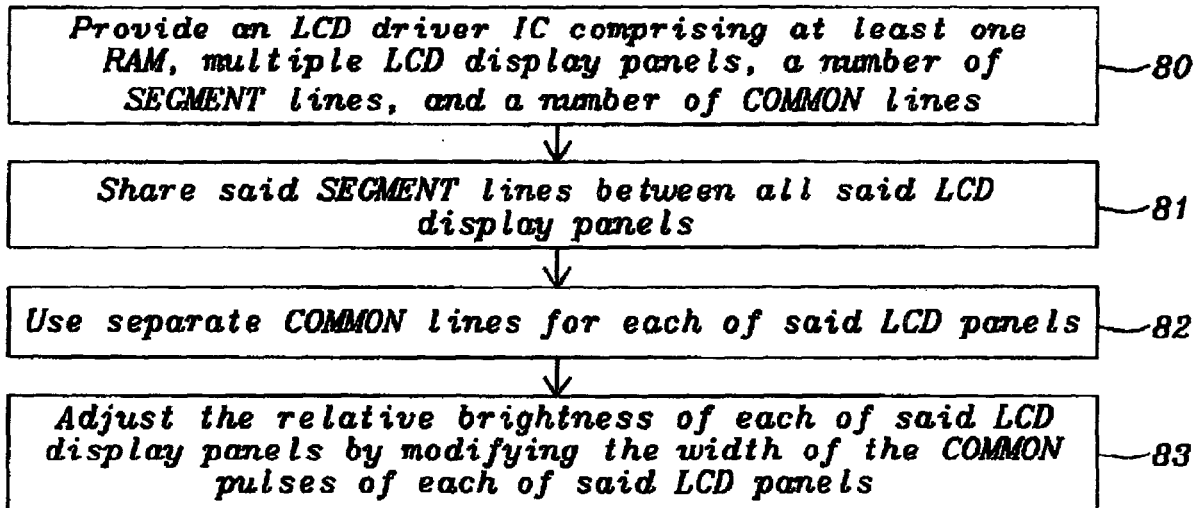 Provide an LCD driver IC comprising at least one
RAM, multiple LCD display panels, a number of
SEGMENT lines, and a number of COMMON lines
80
Share said SEGMENT lines between all said LCD
display panels
81
Use separate COMMON lines for each of said LCD panels
82
Adjust the relative brightness of each of said LCD
display panels by modifying the width of the COMMON
pulses of each of said LCD panels
83